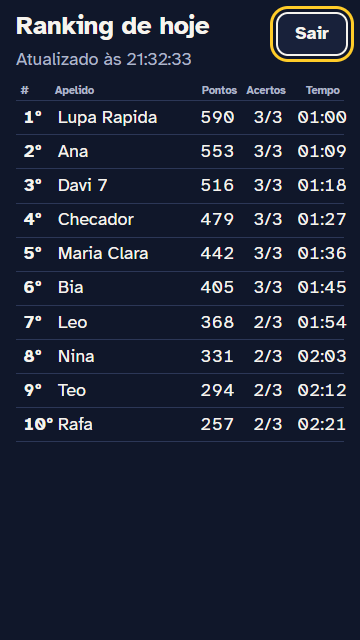 Ranking de hoje
Sair
Atualizado às 21:32:33
# Apelido Pontos Acertos Tempo
1º Lupa Rapida 590 3/3 01:00
2º Ana 553 3/3 01:09
3º Davi 7 516 3/3 01:18
4º Checador 479 3/3 01:27
5º Maria Clara 442 3/3 01:36
6º Bia 405 3/3 01:45
7º Leo 368 2/3 01:54
8º Nina 331 2/3 02:03
9º Teo 294 2/3 02:12
10º Rafa 257 2/3 02:21